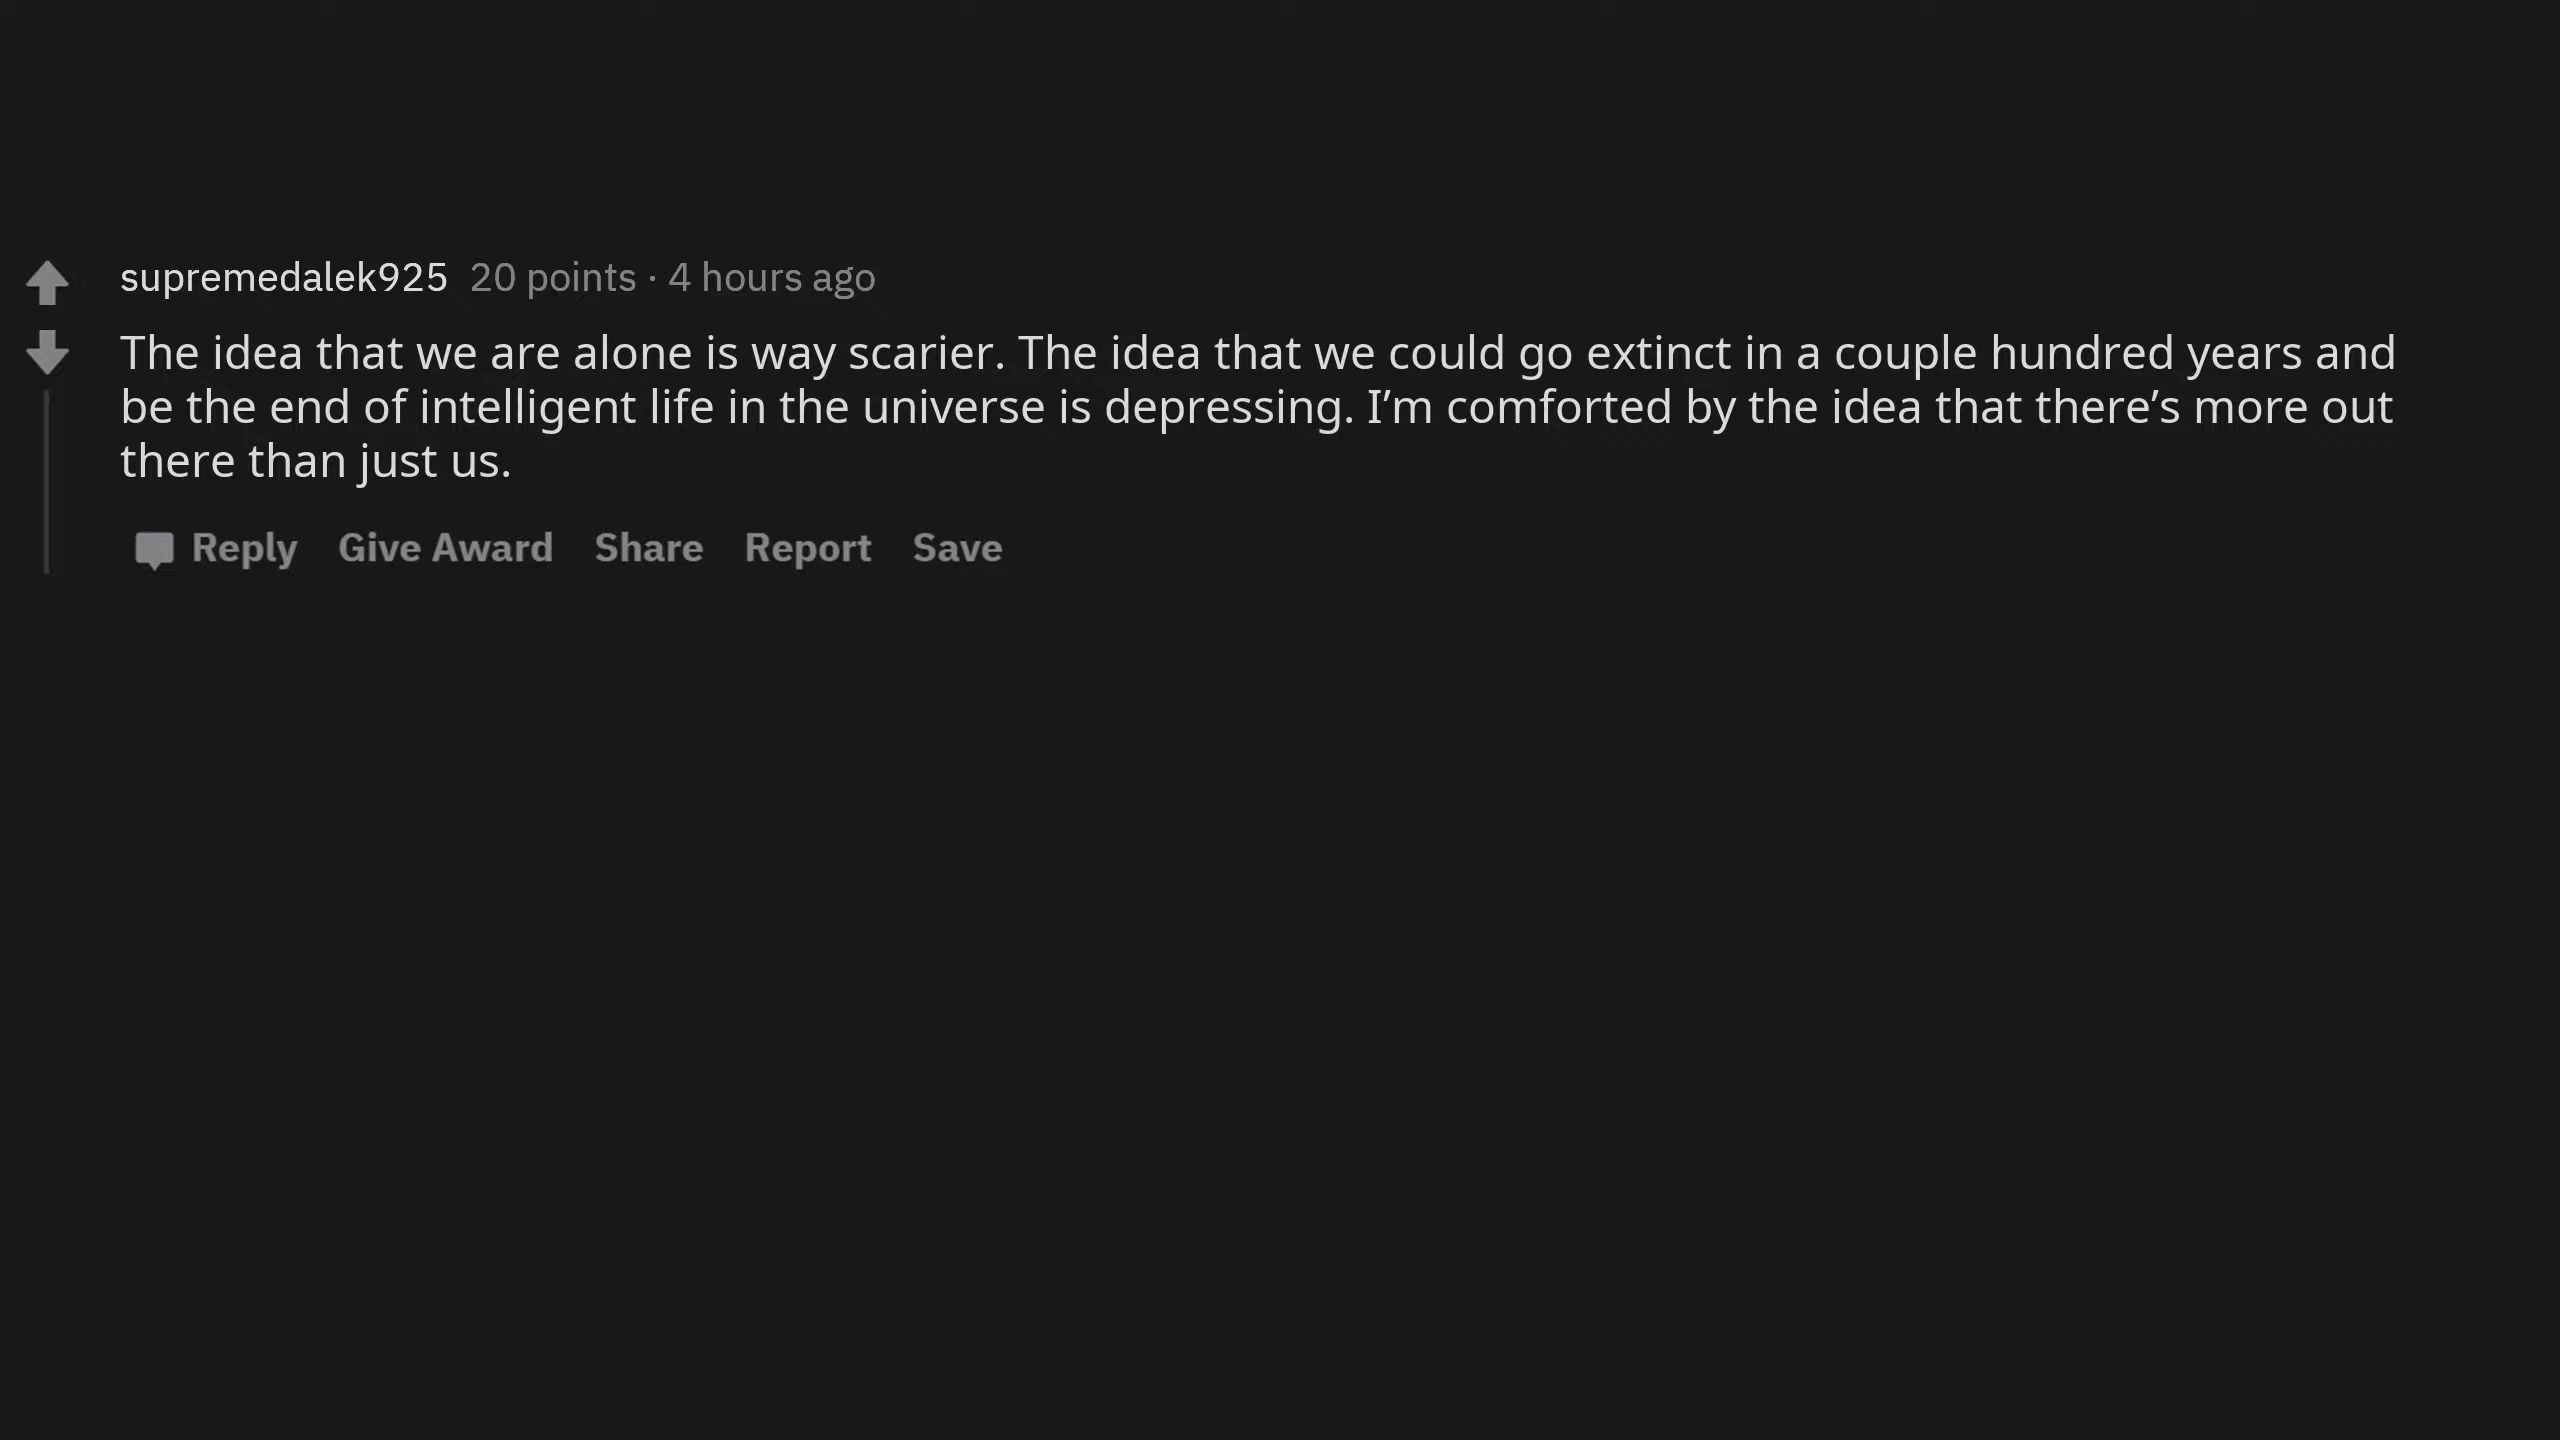 supremedalek925 20 points · 4 hours ago
The idea that we are alone is way scarier. The idea that we could go extinct in a couple hundred years and
be the end of intelligent life in the universe is depressing. I’m comforted by the idea that there’s more out
there than just us.
Reply Give Award Share Report Save